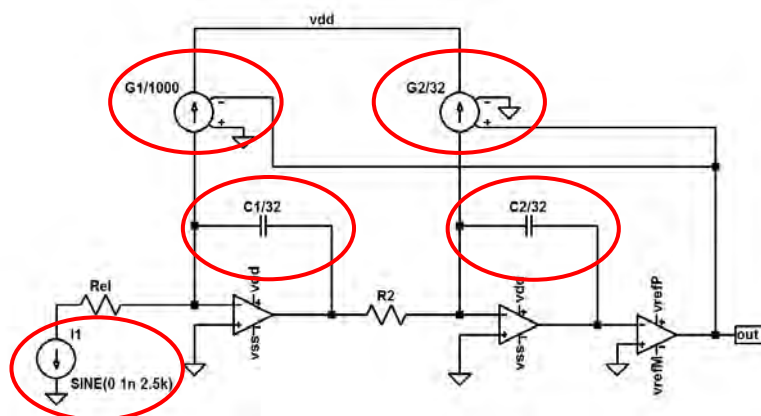 vdd
G1/1000
G2/32
- +
- +
C1/32
C2/32
Rel
R2
I1
SINE(0 1n 2.5k)
- + vdd vss
- + vdd vss
- + vrefP vrefM
out